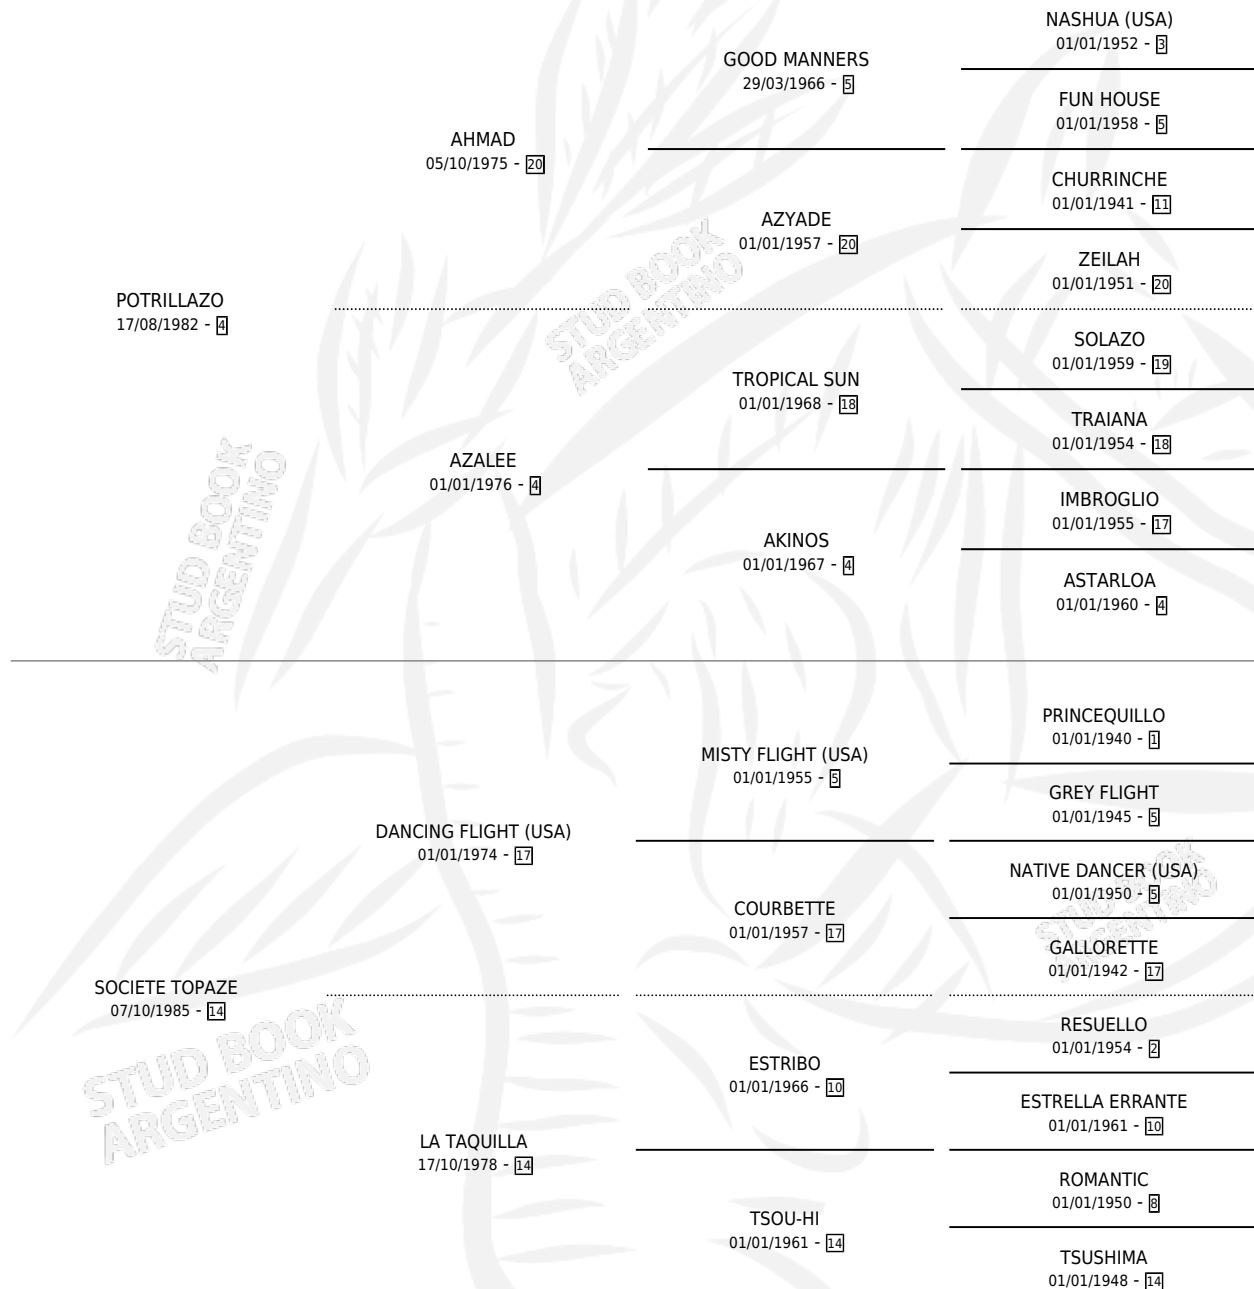 NASHUA (USA)
01/01/1952 - 3
GOOD MANNERS
29/03/1966 - 5
FUN HOUSE
01/01/1958 - 5
AHMAD
05/10/1975 - 20
CHURRINCHE
01/01/1941 - 11
AZYADE
01/01/1957 - 20
ZEILAH
01/01/1951 - 20
POTRILLAZO
17/08/1982 - 4
STUD BOOK
ARGENTINO
SOLAZO
01/01/1959 - 19
TROPICAL SUN
01/01/1968 - 18
TRAIANA
01/01/1954 - 18
AZALEE
01/01/1976 - 4
IMBROGLIO
01/01/1955 - 17
AKINOS
01/01/1967 - 4
ASTARLOA
01/01/1960 - 4
STUD BOOK
ARGENTINO
PRINCEQUILLO
01/01/1940 - 1
MISTY FLIGHT (USA)
01/01/1955 - 5
GREY FLIGHT
01/01/1945 - 5
DANCING FLIGHT (USA)
01/01/1974 - 17
NATIVE DANCER (USA)
01/01/1950 - 5
COURBETTE
01/01/1957 - 17
GALLORETTE
01/01/1942 - 17
STUD BOOK
ARGENTINO
SOCIETE TOPAZE
07/10/1985 - 14
STUD BOOK
ARGENTINO
RESUELLO
01/01/1954 - 2
ESTRIBO
01/01/1966 - 10
ESTRELLA ERRANTE
01/01/1961 - 10
LA TAQUILLA
17/10/1978 - 14
ROMANTIC
01/01/1950 - 8
TSOU-HI
01/01/1961 - 14
TSUSHIMA
01/01/1948 - 14